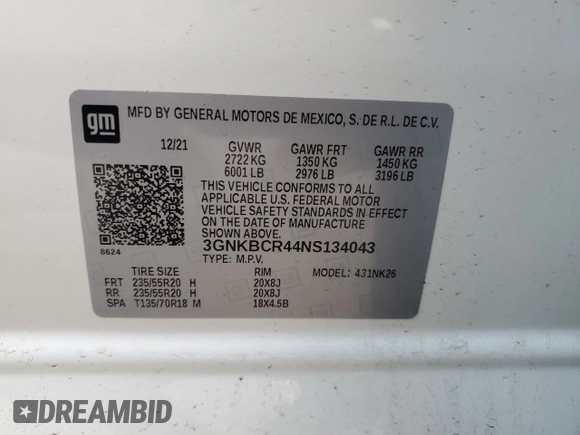 gm
MFD BY GENERAL MOTORS DE MEXICO, S. DE R.L. DE C.V.
12/21 GVWR GAWR FRT GAWR RR
2722 KG 1350 KG 1450 KG
6001 LB 2976 LB 3196 LB
THIS VEHICLE CONFORMS TO ALL
APPLICABLE U.S. FEDERAL MOTOR
VEHICLE SAFETY STANDARDS IN EFFECT
ON THE DATE OF MANUFACTURE
SHOWN ABOVE.
8624
3GNKBCR44NS134043
TYPE: M.P.V.
TIRE SIZE RIM MODEL: 431NK26
FRT 235/55R20 H 20X8J
RR 235/55R20 H 20X8J
SPA T135/70R18 M 18X4.5B
DREAMBID